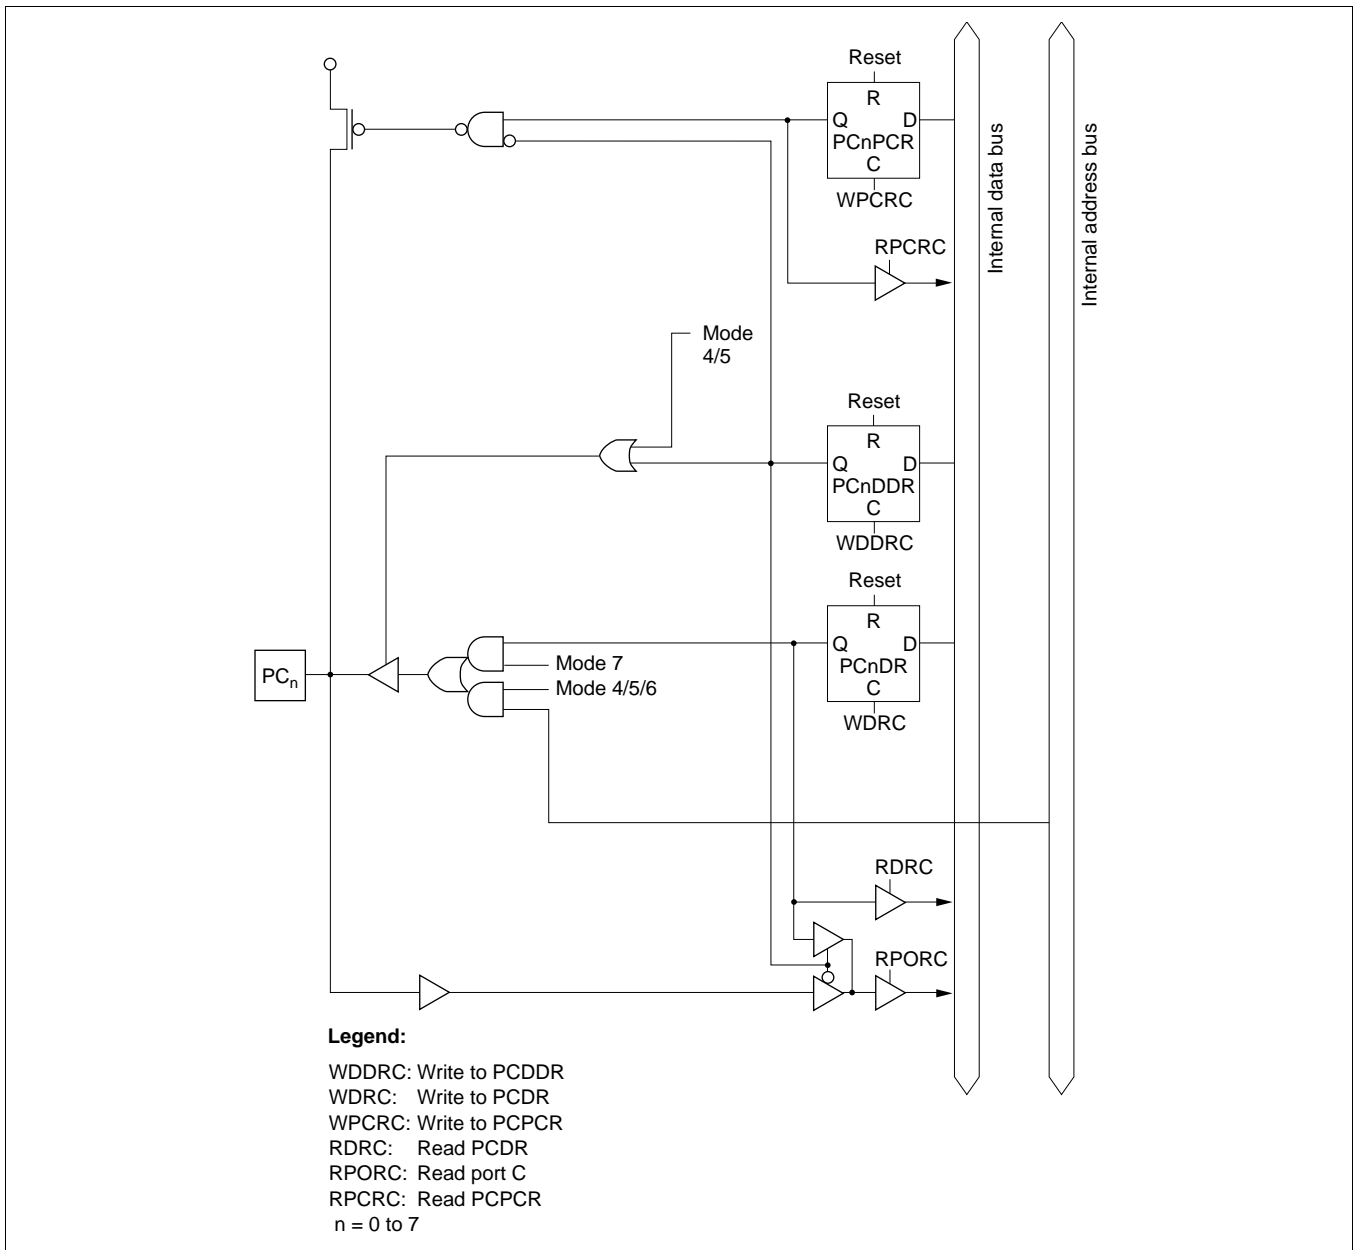 Reset
R
Q D
PCnPCR
C
WPCRC
RPCRC
Internal data bus
Internal address bus
Mode
4/5
Reset
R
Q D
PCnDDR
C
WDDRC
Reset
R
Q D
PCnDR
C
WDRC
PCn
Mode 7
Mode 4/5/6
RDRC
RPORC
Legend:
WDDRC: Write to PCDDR
WDRC: Write to PCDR
WPCRC: Write to PCPCR
RDRC: Read PCDR
RPORC: Read port C
RPCRC: Read PCPCR
n = 0 to 7